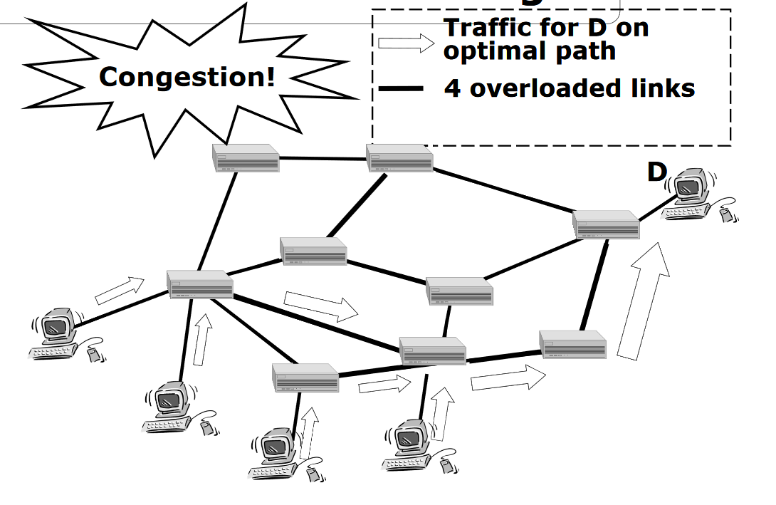 Traffic for D on
optimal path
Congestion!
4 overloaded links
D